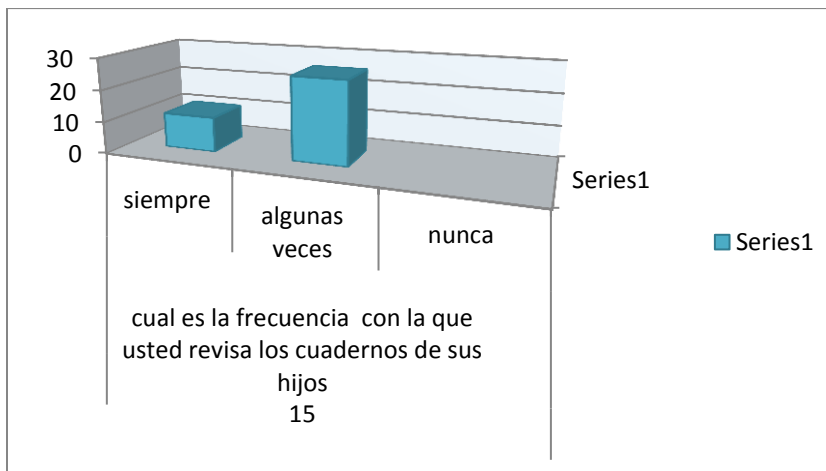 30
20
10
0
siempre
algunas
veces
nunca
Series1
Series1
cual es la frecuencia con la que
usted revisa los cuadernos de sus
hijos
15